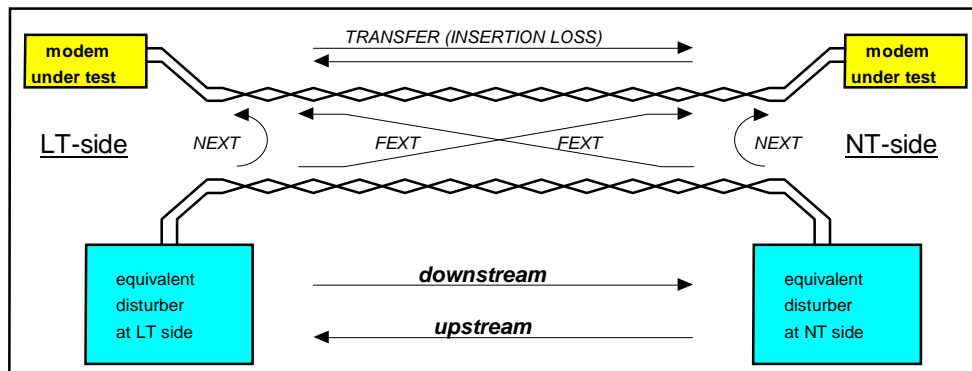 TRANSFER (INSERTION LOSS)
modem
under test
modem
under test
LT-side
NEXT
FEXT
FEXT
NEXT
NT-side
equivalent
disturber
at LT side
downstream
upstream
equivalent
disturber
at NT side